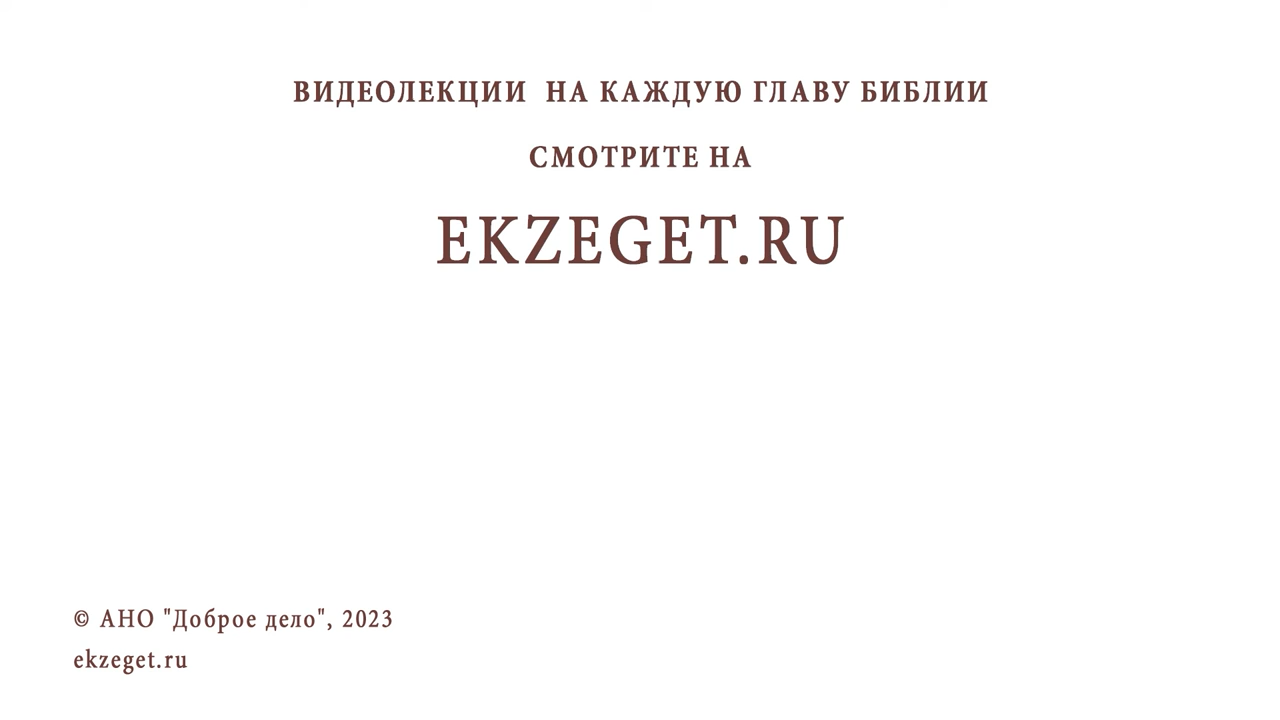 ВИДЕОЛЕКЦИИ НА КАЖДУЮ ГЛАВУ БИБЛИИ
СМОТРИТЕ НА
EKZEGET.RU
© АНО "Доброе дело", 2023
ekzeget.ru